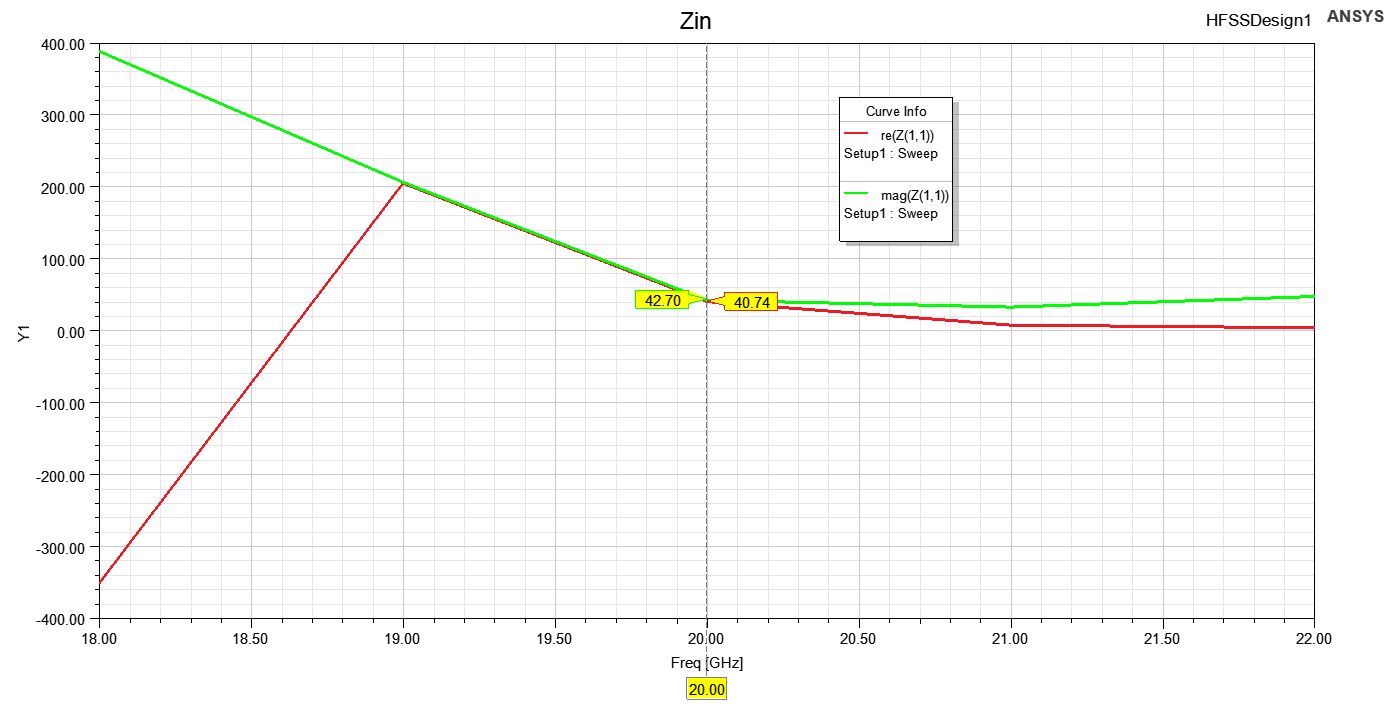 Zin
HFSSDesign1
ANSYS
400.00
300.00
200.00
100.00
0.00
-100.00
-200.00
-300.00
-400.00
Y1
Curve Info
re(Z(1,1))
Setup1 : Sweep
mag(Z(1,1))
Setup1 : Sweep
42.70
40.74
18.00
18.50
19.00
19.50
20.00
20.50
21.00
21.50
22.00
Freq [GHz]
20.00